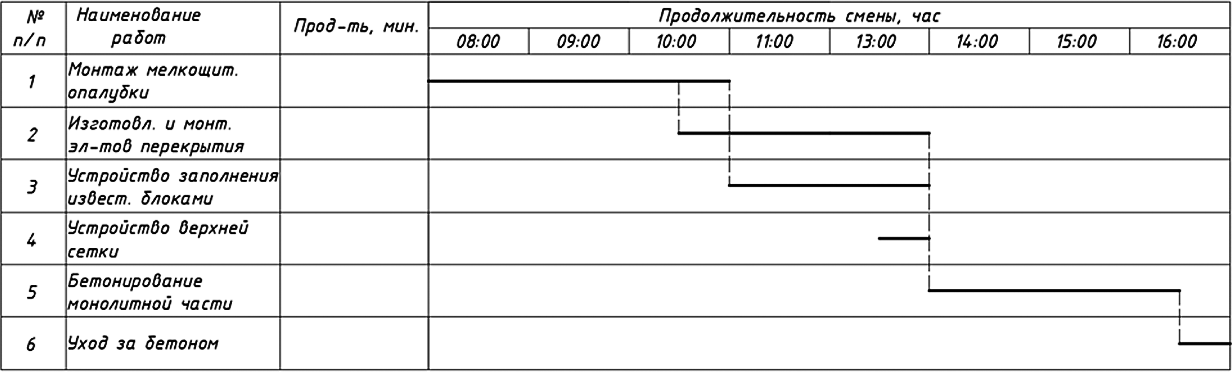 №
п/п
Наименование
работ
Прод-ть, мин.
Продолжительность смены, час
08:00 09:00 10:00 11:00 13:00 14:00 15:00 16:00
1
Монтаж мелкощит.
опалубки
2
Изготовл. и монт.
эл-тов перекрытия
3
Устройство заполнения
извест. блоками
4
Устройство верхней
сетки
5
Бетонирование
монолитной части
6
Уход за бетоном